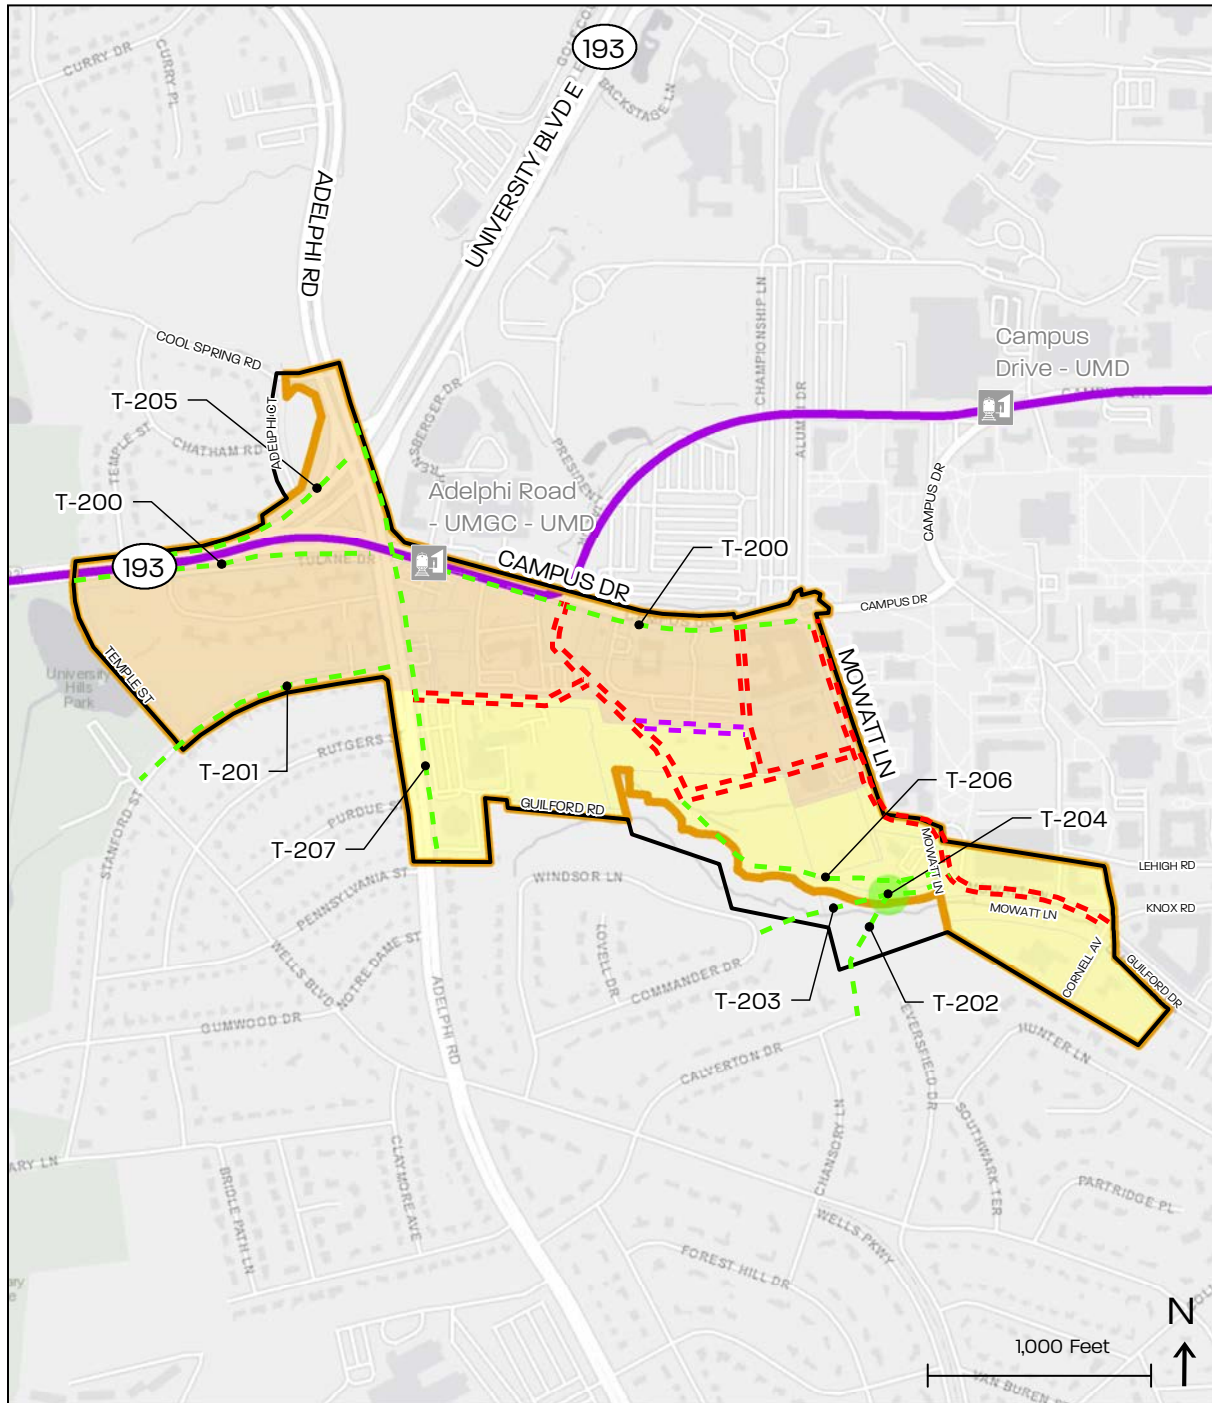 193
CURRY DR
CURRY PL
BACKSTAGE LN
UNIVERSITY BLVD E
ADELPHI RD
CHAMPIONSHIP LN
Campus
Drive - UMD
COOL SPRING RD
ADELPHI CT
T-205
TEMPLE ST
CHATHAM RD
ALUMNI DR
CAMPUS DR
Adelphi Road
- UMGC - UMD
T-200
193
TULANE DR
T-200
CAMPUS DR
CAMPUS DR
University
Hills
Park
TEMPLE ST
MOWATT LN
RUTGERS S
T-201
T-206
GUILFORD RD
PURDUE S
T-204
STANFORD ST
T-207
MOWATT LN
LEHIGH RD
PENNSYLVANIA ST
WINDSOR LN
MOWATT LN
KNOX RD
WELLS BLVD
NOTRE DAME ST
LOVELL DR
COMMANDER DR
T-203
T-202
CORNELL AV
GUILFORD DR
ADELPHI RD
GUMWOOD DR
EVERSFIELD DR
HUNTER LN
CALVERTON DR
CHANSORY LN
SOUTHWARK TER
ARY LN
BRIDLE PATH LN
CLAYMORE AVE
PARTRIDGE PL
WELLS PKWY
FOREST HILL DR
N
1,000 Feet
VAN BUREN